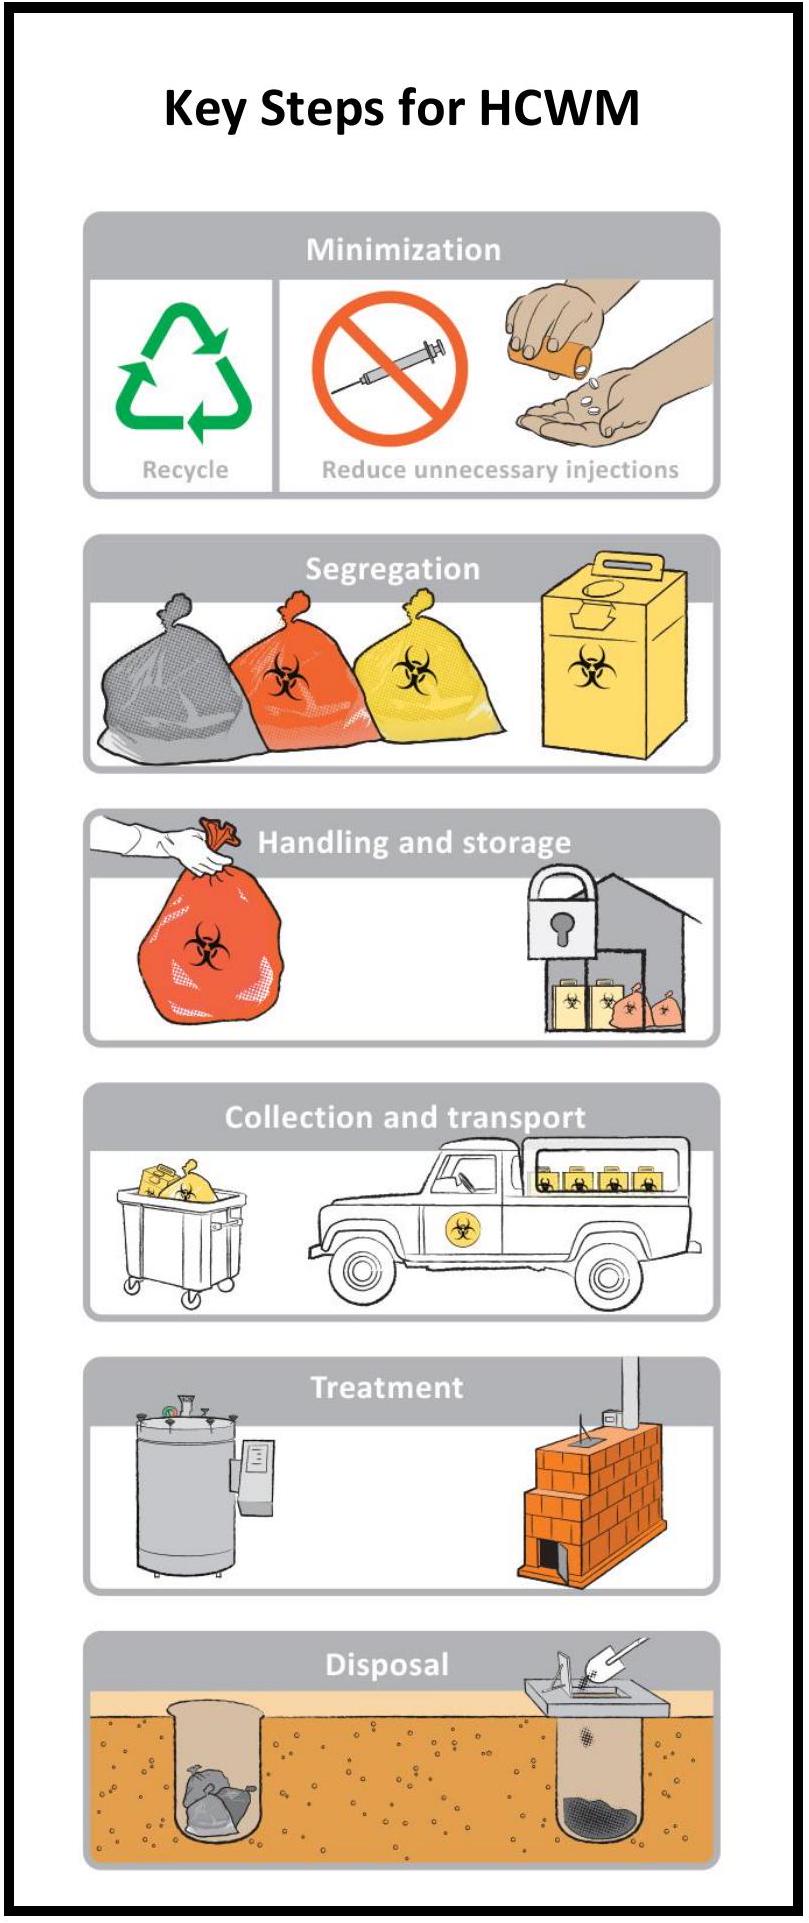 Key Steps for HCWM
Minimization
Recycle
Reduce unnecessary injections
Segregation
Handling and storage
Collection and transport
Treatment
Disposal